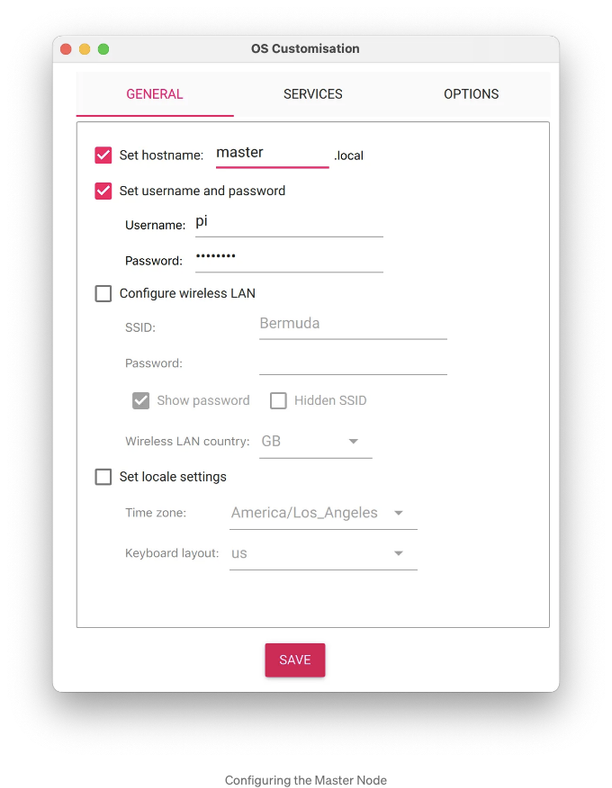 OS Customisation
GENERAL SERVICES OPTIONS
Set hostname: master .local
Set username and password
Username: pi
Password: ••••••••
Configure wireless LAN
SSID: Bermuda
Password:
Show password Hidden SSID
Wireless LAN country: GB
Set locale settings
Time zone: America/Los_Angeles
Keyboard layout: us
SAVE
Configuring the Master Node